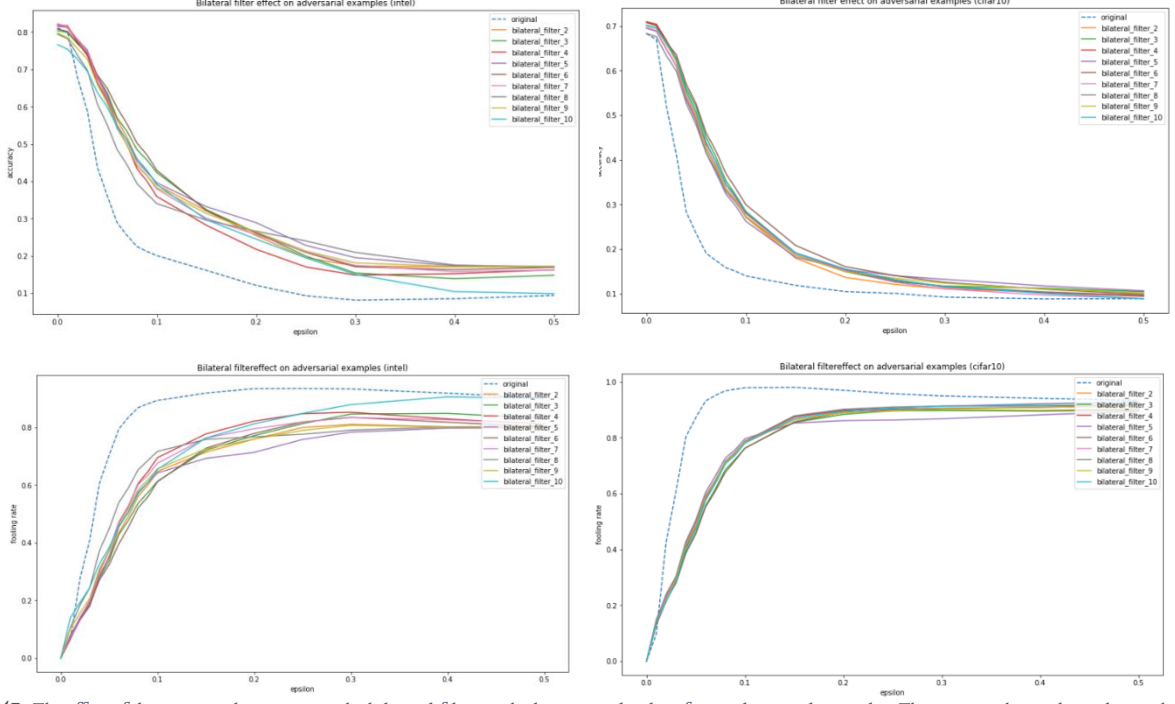 Bilateral filter effect on adversarial examples (intel)
accuracy
0.8
0.7
0.6
0.5
0.4
0.3
0.2
0.1
0.0
0.1
0.2
0.3
0.4
0.5
epsilon
original
bilateral_filter_2
bilateral_filter_3
bilateral_filter_4
bilateral_filter_5
bilateral_filter_6
bilateral_filter_7
bilateral_filter_8
bilateral_filter_9
bilateral_filter_10
Bilateral filter effect on adversarial examples (cifar10)
0.7
0.6
0.5
0.4
0.3
0.2
0.1
0.0
0.1
0.2
0.3
0.4
0.5
epsilon
original
bilateral_filter_2
bilateral_filter_3
bilateral_filter_4
bilateral_filter_5
bilateral_filter_6
bilateral_filter_7
bilateral_filter_8
bilateral_filter_9
bilateral_filter_10
Bilateral filtereffect on adversarial examples (intel)
fooling rate
0.8
0.6
0.4
0.2
0.0
0.0
0.1
0.2
0.3
0.4
0.5
epsilon
original
bilateral_filter_2
bilateral_filter_3
bilateral_filter_4
bilateral_filter_5
bilateral_filter_6
bilateral_filter_7
bilateral_filter_8
bilateral_filter_9
bilateral_filter_10
Bilateral filtereffect on adversarial examples (cifar10)
fooling rate
1.0
0.8
0.6
0.4
0.2
0.0
0.0
0.1
0.2
0.3
0.4
0.5
epsilon
original
bilateral_filter_2
bilateral_filter_3
bilateral_filter_4
bilateral_filter_5
bilateral_filter_6
bilateral_filter_7
bilateral_filter_8
bilateral_filter_9
bilateral_filter_10